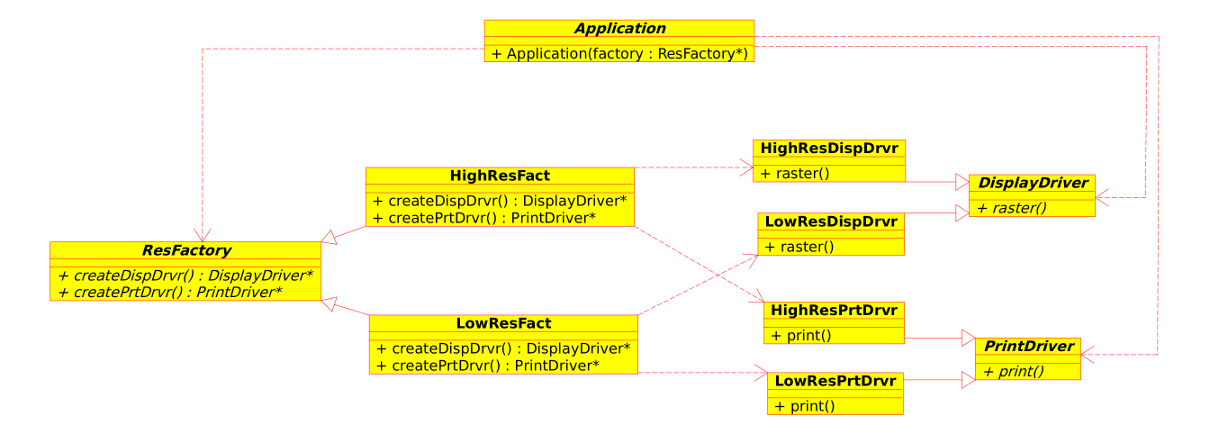 Application
+ Application(factory : ResFactory*)
HighResFact
+ createDispDrvr() : DisplayDriver*
+ createPrtDrvr() : PrintDriver*
ResFactory
+ createDispDrvr() : DisplayDriver*
+ createPrtDrvr() : PrintDriver*
LowResFact
+ createDispDrvr() : DisplayDriver*
+ createPrtDrvr() : PrintDriver*
HighResDispDrvr
+ raster()
DisplayDriver
+ raster()
LowResDispDrvr
+ raster()
HighResPrtDrvr
+ print()
PrintDriver
+ print()
LowResPrtDrvr
+ print()